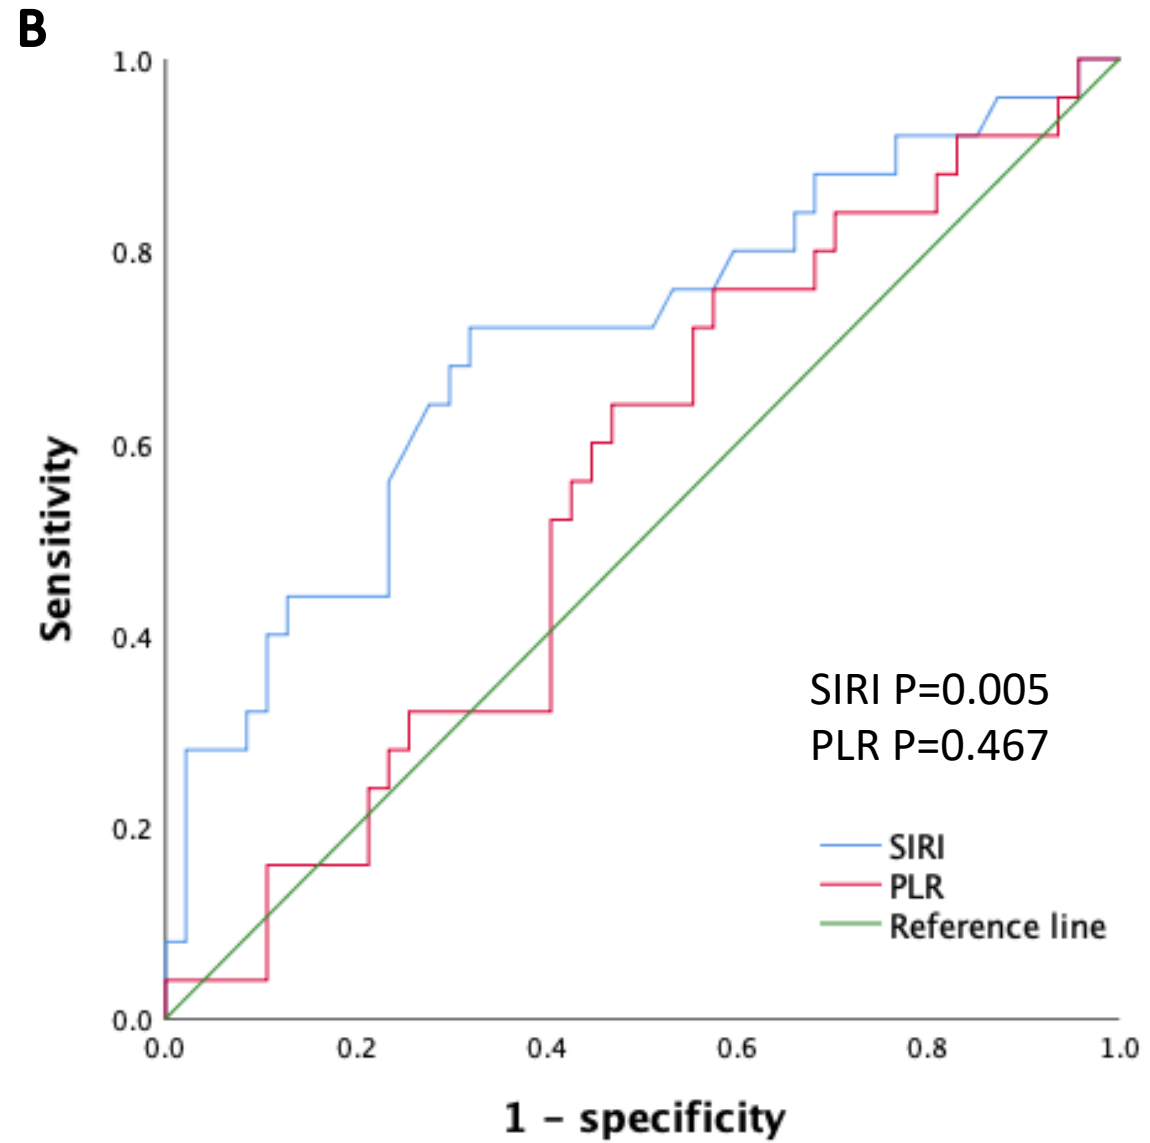 B
1.0
0.8
0.6
0.4
0.2
0.0
Sensitivity
SIRI P=0.005
PLR P=0.467
SIRI
PLR
Reference line
0.0 0.2 0.4 0.6 0.8 1.0
1 – specificity